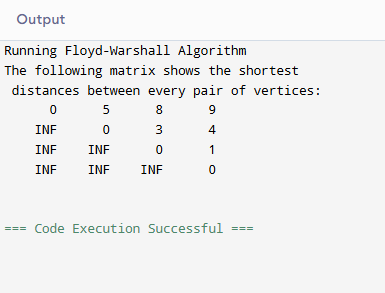 Output
Running Floyd-Warshall Algorithm
The following matrix shows the shortest
 distances between every pair of vertices:
      0      5      8      9
    INF      0      3      4
    INF    INF      0      1
    INF    INF    INF      0
=== Code Execution Successful ===